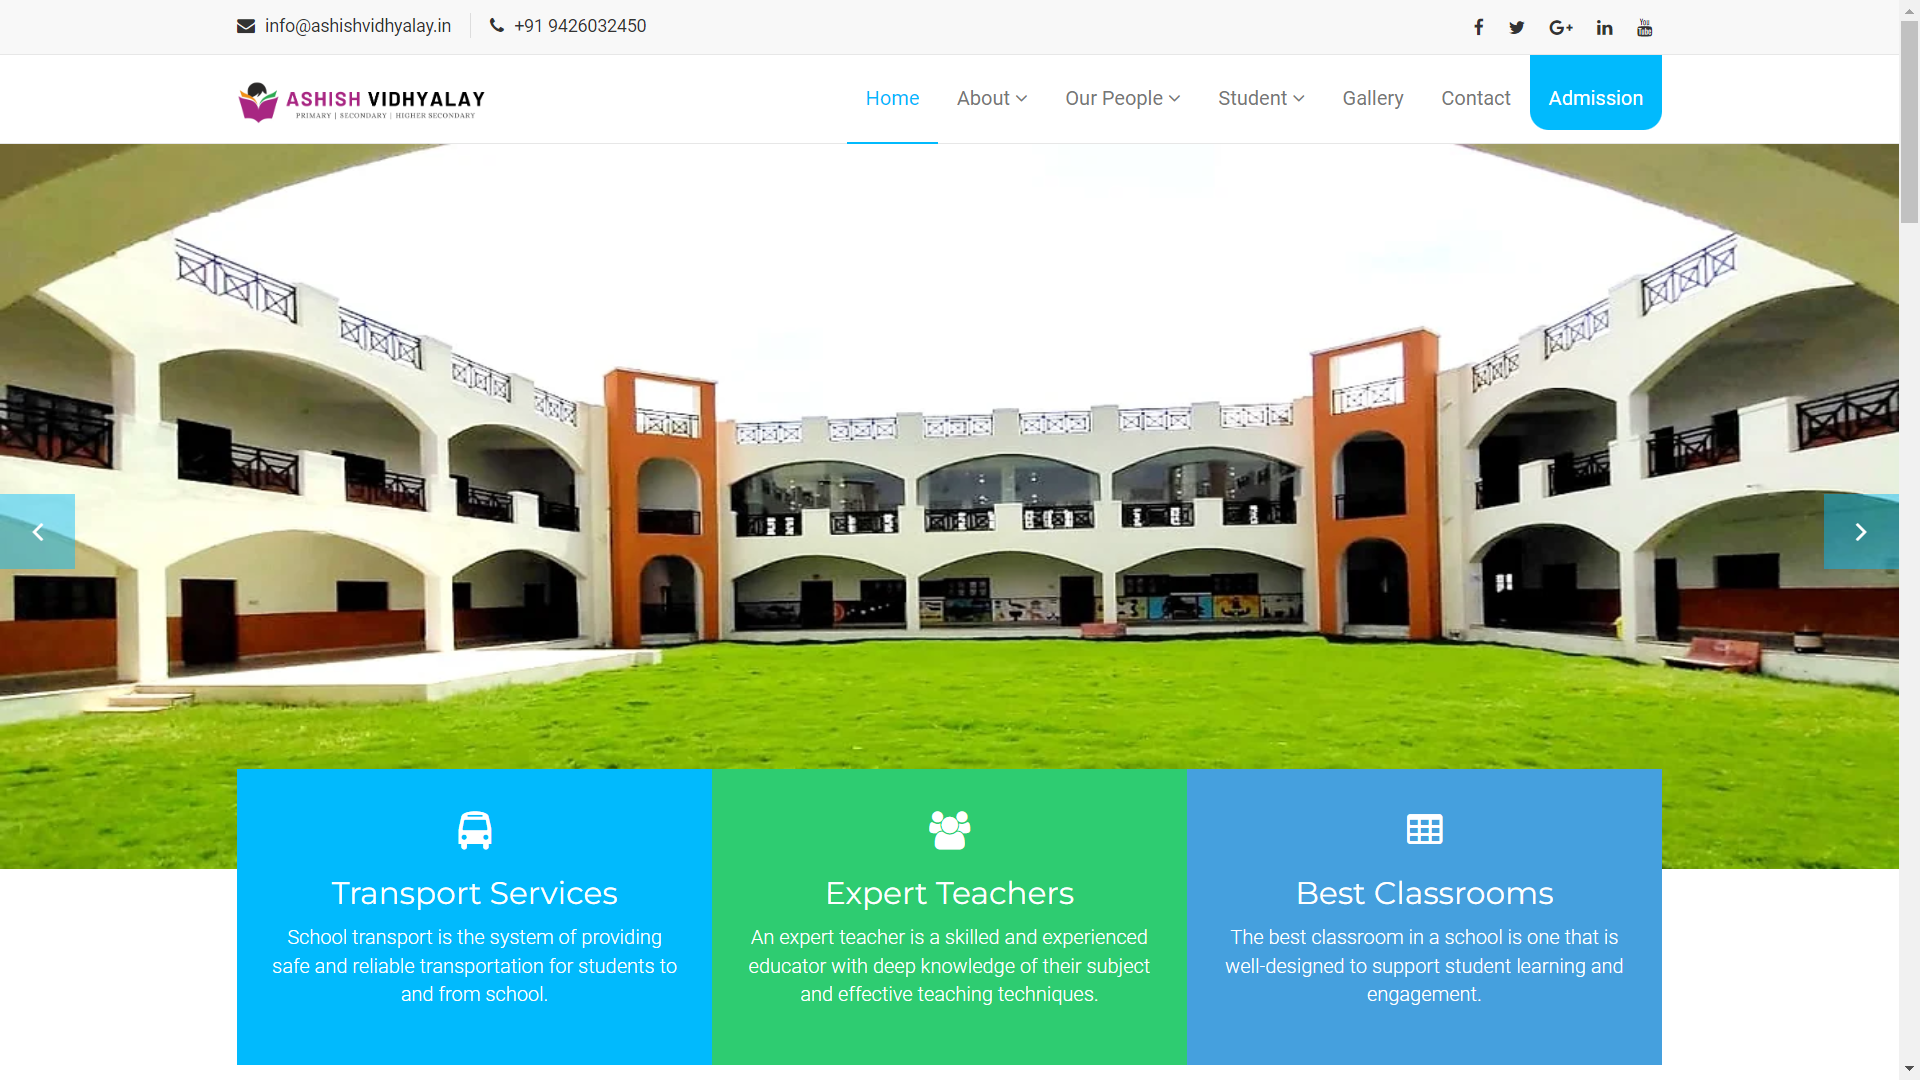 info@ashishvidhyalay.in
+91 9426032450
You
Tube
ASHISH VIDHYALAY
PRIMARY | SECONDARY | HIGHER SECONDARY
Home
About
Our People
Student
Gallery
Contact
Admission
Transport Services
School transport is the system of providing
safe and reliable transportation for students to
and from school.
Expert Teachers
An expert teacher is a skilled and experienced
educator with deep knowledge of their subject
and effective teaching techniques.
Best Classrooms
The best classroom in a school is one that is
well-designed to support student learning and
engagement.